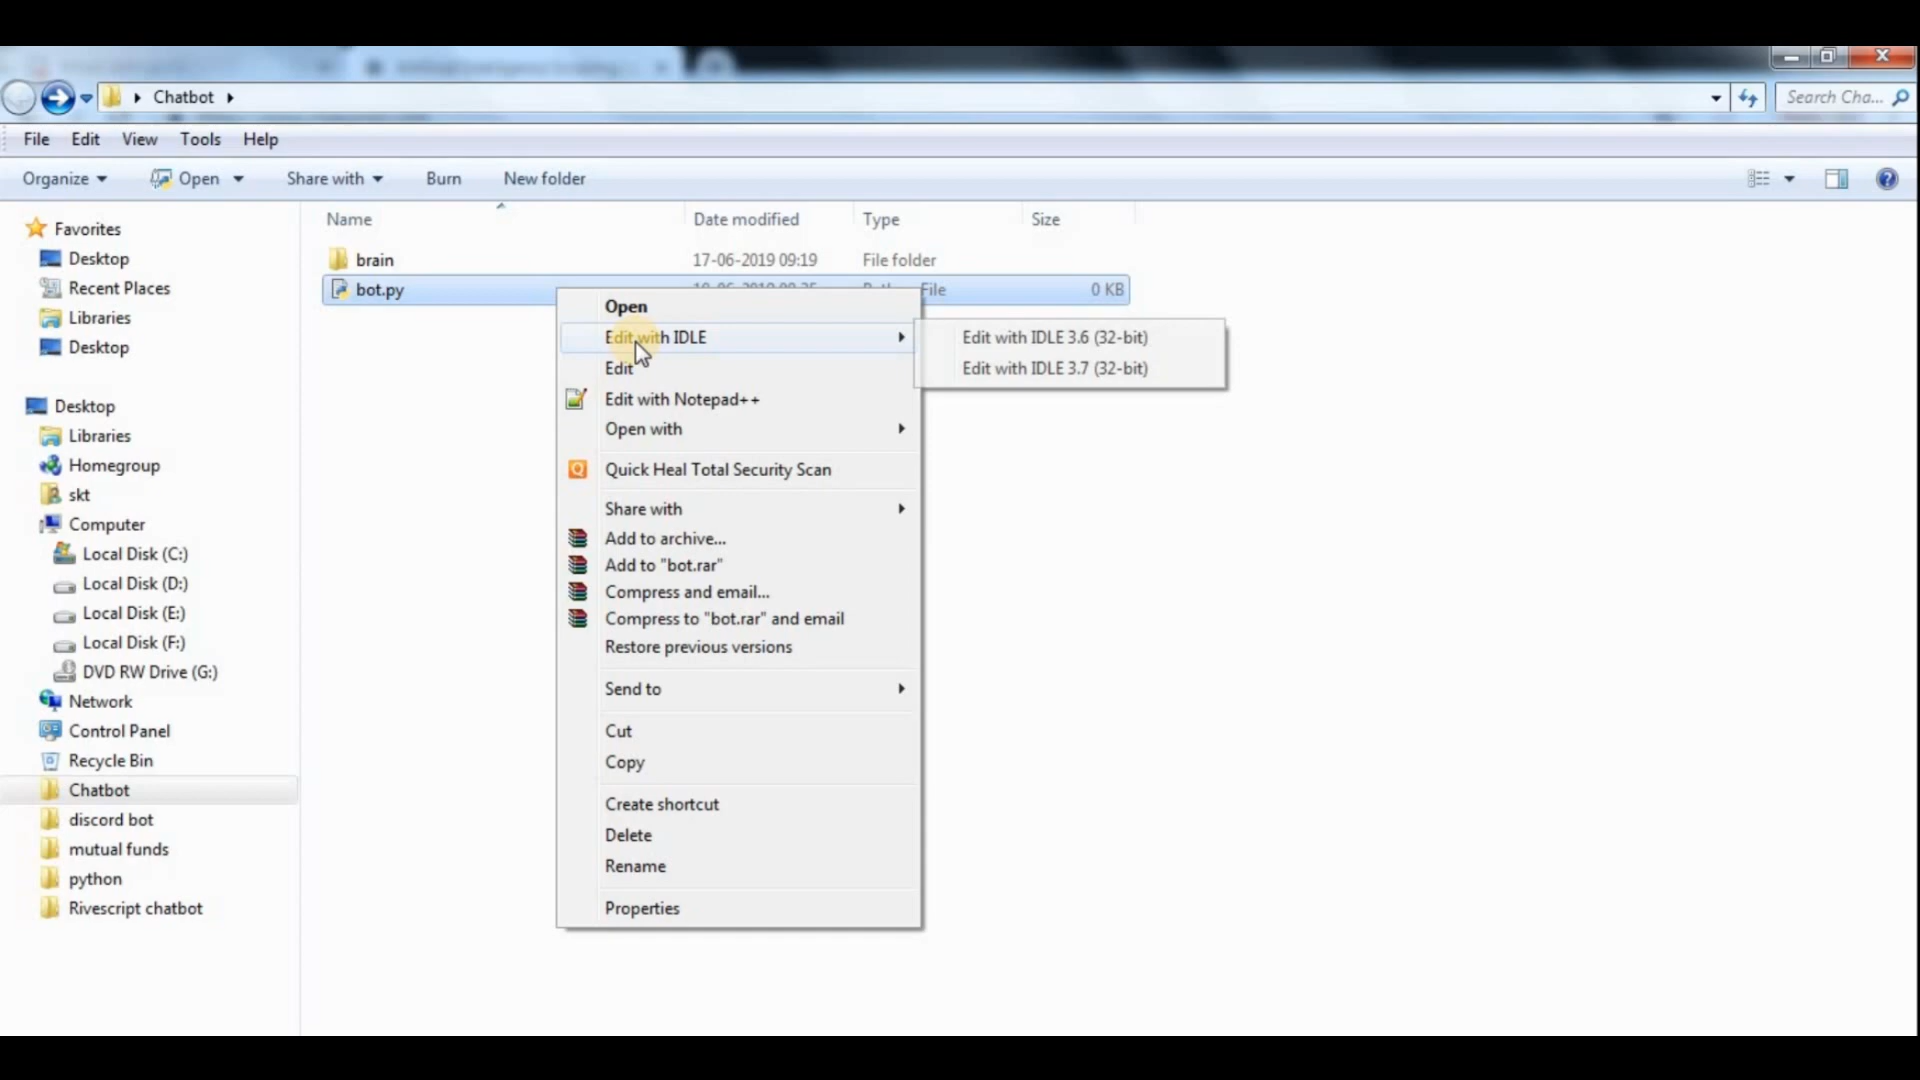 Chatbot
Search Cha...
File Edit View Tools Help
Organize Open Share with Burn New folder
Name Date modified Type Size
brain 17-06-2019 09:19 File folder
bot.py File 0 KB
Favorites
Desktop
Recent Places
Libraries
Desktop
Desktop
Libraries
Homegroup
skt
Computer
Local Disk (C:)
Local Disk (D:)
Local Disk (E:)
Local Disk (F:)
DVD RW Drive (G:)
Network
Control Panel
Recycle Bin
Chatbot
discord bot
mutual funds
python
Rivescript chatbot
Open
Edit with IDLE
Edit
Edit with Notepad++
Open with
Quick Heal Total Security Scan
Share with
Add to archive...
Add to "bot.rar"
Compress and email...
Compress to "bot.rar" and email
Restore previous versions
Send to
Cut
Copy
Create shortcut
Delete
Rename
Properties
Edit with IDLE 3.6 (32-bit)
Edit with IDLE 3.7 (32-bit)